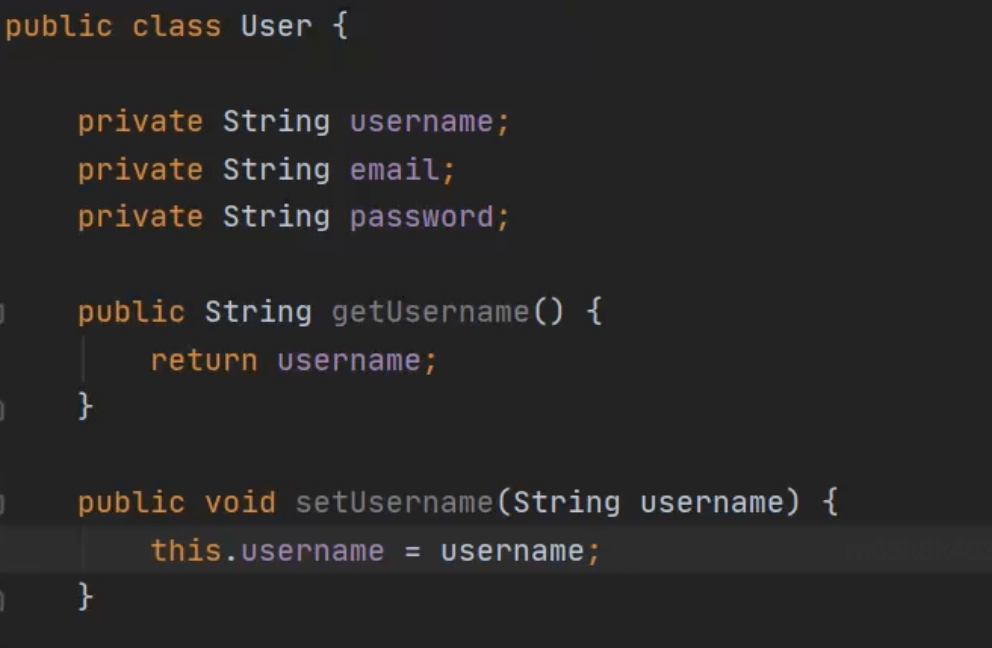 public class User {
private String username;
private String email;
private String password;
public String getUsername() {
return username;
}
public void setUsername(String username) {
this.username = username;
}